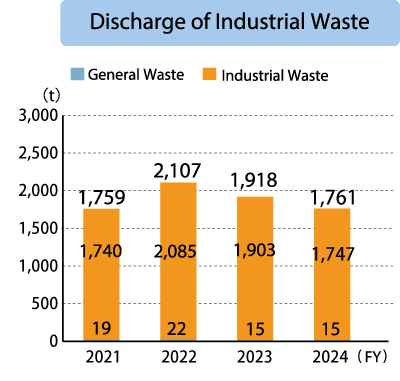 Discharge of Industrial Waste
General Waste Industrial Waste
(t)
3,000
2,500
2,000
1,500
1,000
500
0
1,759 2,107 1,918 1,761
1,740 2,085 1,903 1,747
19 22 15 15
2021 2022 2023 2024 (FY)